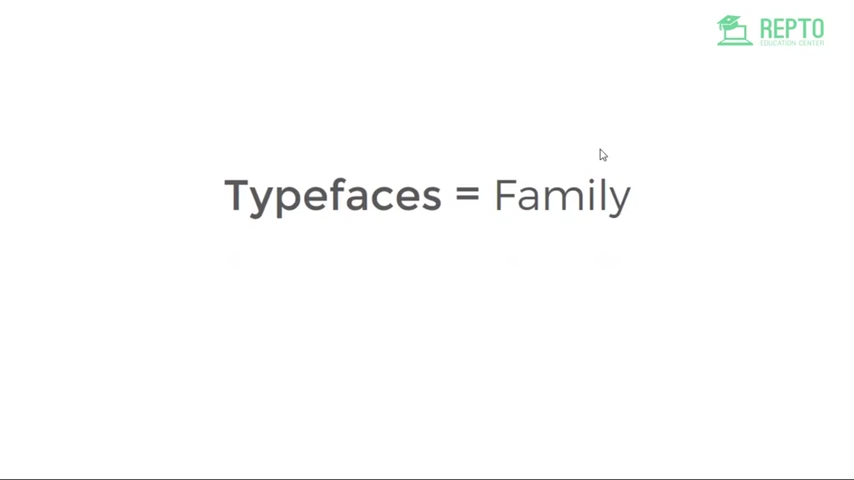 REPTO
EDUCATION CENTER
Typefaces = Family